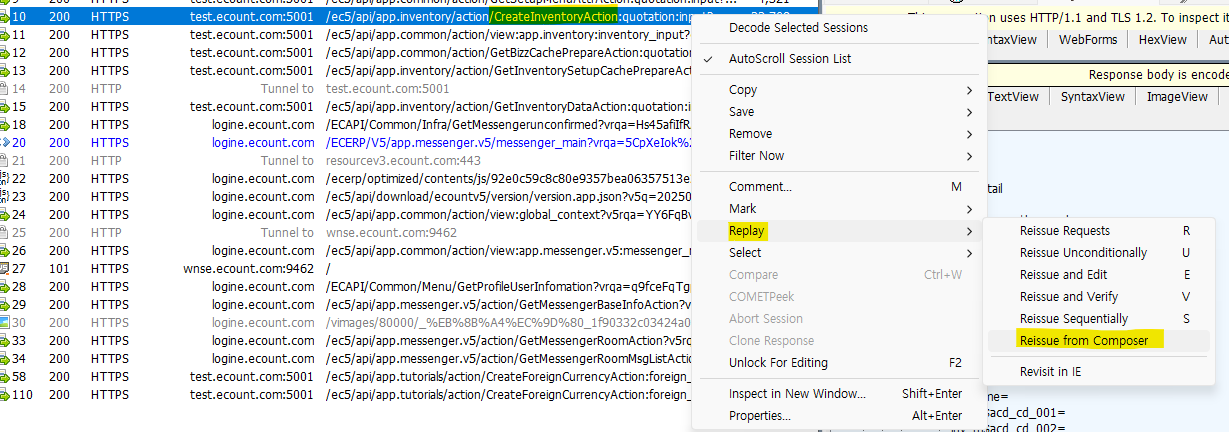 10 200 HTTPS test.ecount.com:5001 /ec5/api/app.inventory/action/CreateInventoryAction:quotation:input
This
uses HTTP/1.1 and TLS 1.2. To inspect it
Decode Selected Sessions
11 200 HTTPS test.ecount.com:5001 /ec5/api/app.common/action/view:app.inventory:inventory_input?
SyntaxView WebForms HexView Aut
12 200 HTTPS test.ecount.com:5001 /ec5/api/app.common/action/GetBizzCachePrepareAction:quotation:
AutoScroll Session List
13 200 HTTPS test.ecount.com:5001 /ec5/api/app.inventory/action/GetInventorySetupCachePrepareAct
Response body is encode
14 200 HTTP Tunnel to test.ecount.com:5001
Copy
TextView SyntaxView ImageView
15 200 HTTPS test.ecount.com:5001 /ec5/api/app.inventory/action/GetInventoryDataAction:quotation:i
Save
18 200 HTTPS logine.ecount.com /ECAPI/Common/Infra/GetMessengerunconfirmed?vrqa=Hs45afiIfR
Remove
20 200 HTTPS logine.ecount.com /ECERP/V5/app.messenger.v5/messenger_main?vrqa=5CpXeIok%2
Filter Now
21 200 HTTP Tunnel to resourcev3.ecount.com:443
22 200 HTTPS logine.ecount.com /ecerp/optimized/contents/js/92e0c59c8c80e9357bea06357513e
Comment... M
tail
23 200 HTTPS logine.ecount.com /ec5/api/download/ecountv5/version/version.app.json?v5q=20250
Mark
24 200 HTTPS logine.ecount.com /ec5/api/app.common/action/view:global_context?v5rqa=YY6FqBv
Replay
Reissue Requests R
25 200 HTTP Tunnel to wnse.ecount.com:9462
Select
Reissue Unconditionally U
26 200 HTTPS logine.ecount.com /ec5/api/app.common/action/view:app.messenger.v5:messenger_
Compare Ctrl+W
Reissue and Edit E
27 101 HTTPS wnse.ecount.com:9462 /
COMETPeek
Reissue and Verify V
28 200 HTTPS logine.ecount.com /ECAPI/Common/Menu/GetProfileUserInfomation?vrqa=q9fceFqTg
Abort Session
Reissue Sequentially S
29 200 HTTPS logine.ecount.com /ec5/api/app.messenger.v5/action/GetMessengerBaseInfoAction?v
Clone Response
Reissue from Composer
30 200 HTTPS logine.ecount.com /vimages/80000/_%EB%8B%A4%EC%9D%80_1f90332c03424a0
33 200 HTTPS logine.ecount.com /ec5/api/app.messenger.v5/action/GetMessengerRoomAction?v5rq
Unlock For Editing F2
Revisit in IE
34 200 HTTPS logine.ecount.com /ec5/api/app.messenger.v5/action/GetMessengerRoomMsgListActio
58 200 HTTPS test.ecount.com:5001 /ec5/api/app.tutorials/action/CreateForeignCurrencyAction:foreign_
Inspect in New Window... Shift+Enter
me=
110 200 HTTPS test.ecount.com:5001 /ec5/api/app.tutorials/action/CreateForeignCurrencyAction:foreign_
Properties... Alt+Enter
acd_cd_001=
acd_cd_002=